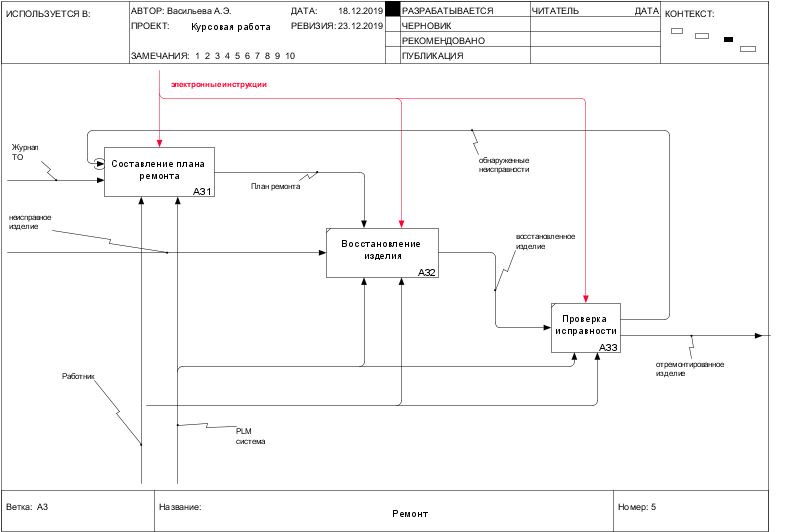 ИСПОЛЬЗУЕТСЯ В:
АВТОР: Васильева А.Э.
ДАТА: 18.12.2019
РАЗРАБАТЫВАЕТСЯ
ЧИТАТЕЛЬ
ДАТА
КОНТЕКСТ:
ПРОЕКТ: Курсовая работа
РЕВИЗИЯ: 23.12.2019
ЧЕРНОВИК
РЕКОМЕНДОВАНО
ЗАМЕЧАНИЯ: 1 2 3 4 5 6 7 8 9 10
ПУБЛИКАЦИЯ
электронные инструкции
Журнал
ТО
Составление плана
ремонта
А31
обнаруженные
неисправности
План ремонта
неисправное
изделие
Восстановление
изделия
А32
восстановленное
изделие
Проверка
исправности
А33
отремонтированное
изделие
Работник
PLM
система
Ветка: А3
Название:
Ремонт
Номер: 5